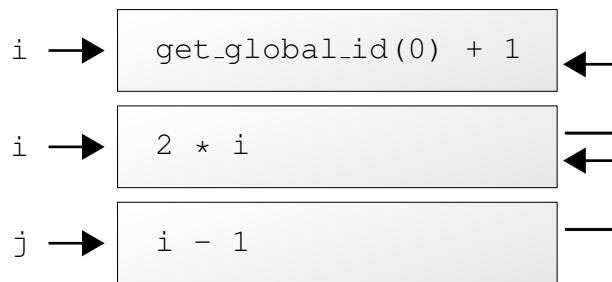 i get_global_id(0) + 1
i 2 * i
j i - 1